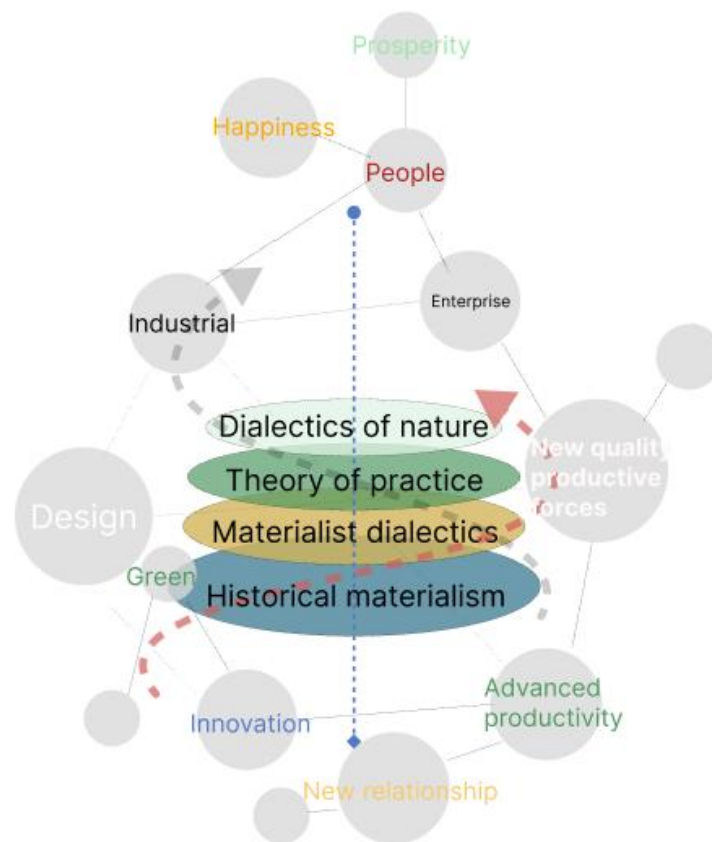 Prosperity
Happiness
People
Enterprise
Industrial
Dialectics of nature
Theory of practice
New quality
productive
forces
Materialist dialectics
Design
Green
Historical materialism
Advanced
productivity
Innovation
New relationship